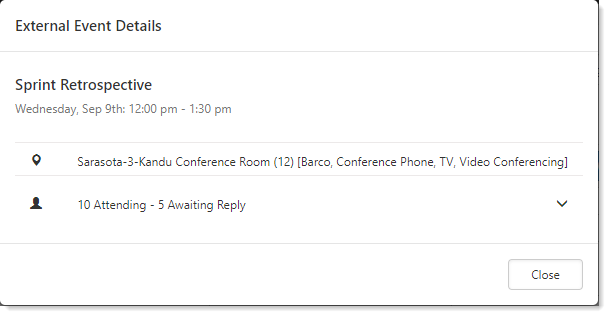 External Event Details
Sprint Retrospective
Wednesday, Sep 9th: 12:00 pm - 1:30 pm
Sarasota-3-Kandu Conference Room (12) [Barco, Conference Phone, TV, Video Conferencing]
10 Attending - 5 Awaiting Reply
Close